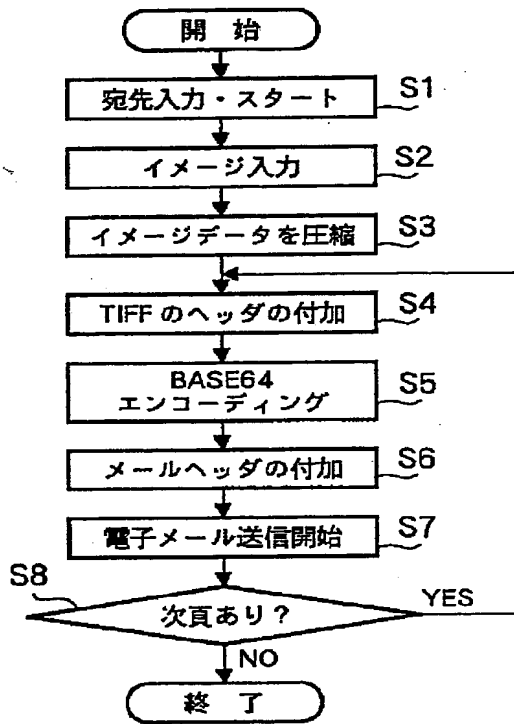 開 始
宛先入力・スタート
S1
イメージ入力
S2
イメージデータを圧縮
S3
TIFFのヘッダの付加
S4
BASE64
エンコーディング
S5
メールヘッダの付加
S6
電子メール送信開始
S7
S8
次頁あり？
YES
NO
終 了